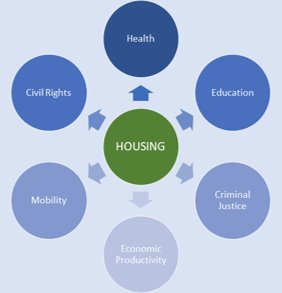 Health
Civil Rights
Education
HOUSING
Mobility
Criminal
Justice
Economic
Productivity